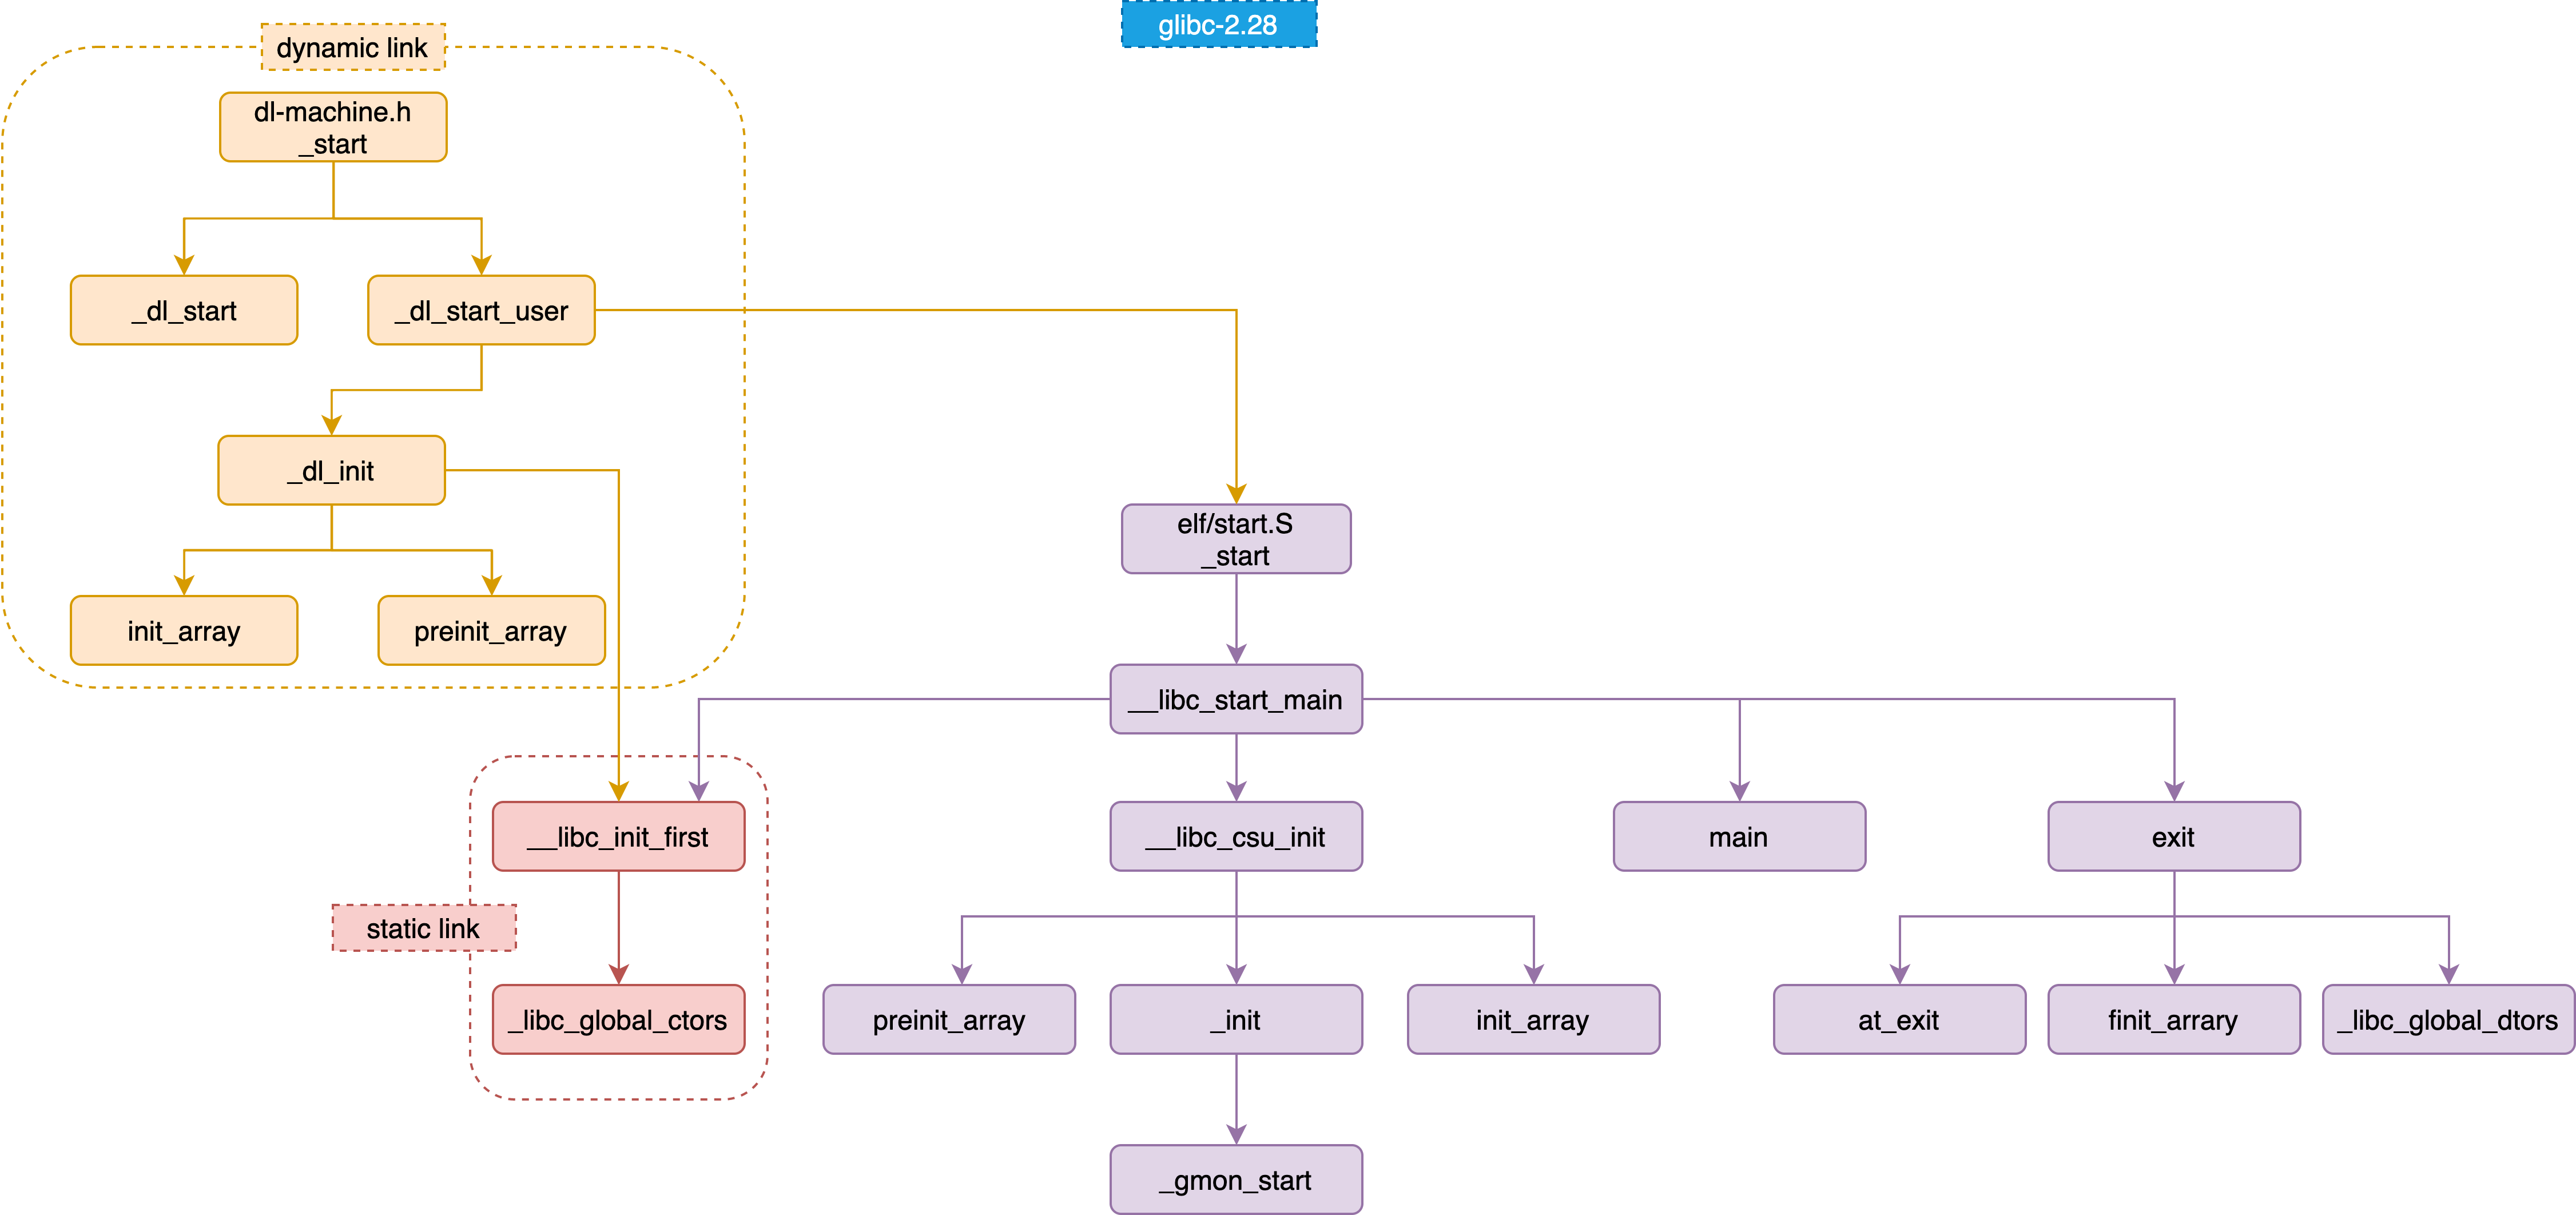 glibc-2.28
dynamic link
dl-machine.h
_start
_dl_start
_dl_start_user
_dl_init
init_array
preinit_array
elf/start.S
_start
__libc_start_main
__libc_init_first
__libc_csu_init
main
exit
static link
_libc_global_ctors
preinit_array
_init
init_array
at_exit
finit_arrary
_libc_global_dtors
_gmon_start